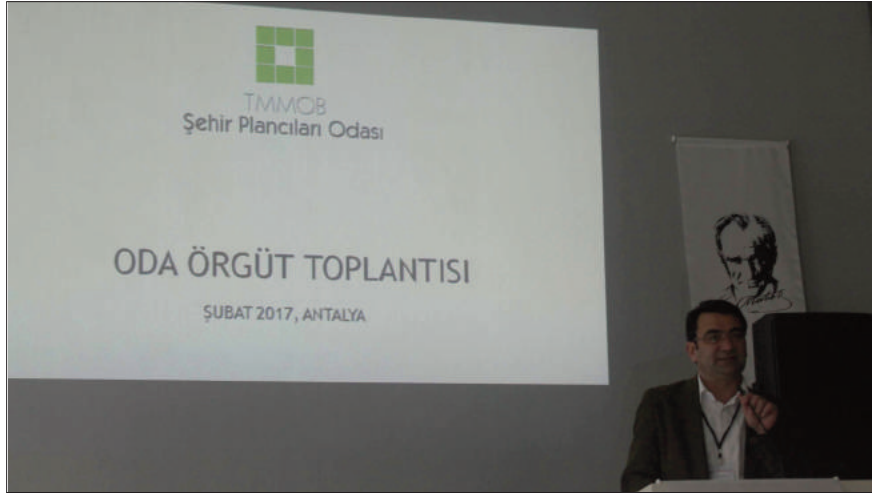 TMMOB
Şehir Plancıları Odası
ODA ÖRGÜT TOPLANTISI
ŞUBAT 2017, ANTALYA